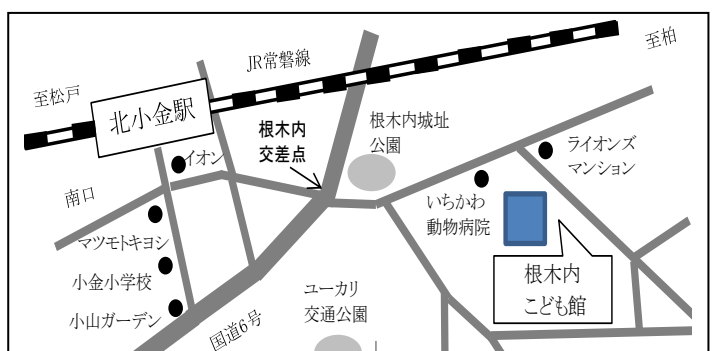 JR常磐線
至柏
至松戸
北小金駅
根木内
交差点
根木内城址
公園
ライオンズ
マンション
イオン
南口
いちかわ
動物病院
マツモトキヨシ
小金小学校
小山ガーデン
ユーカリ
交通公園
根木内
こども館
国道6号